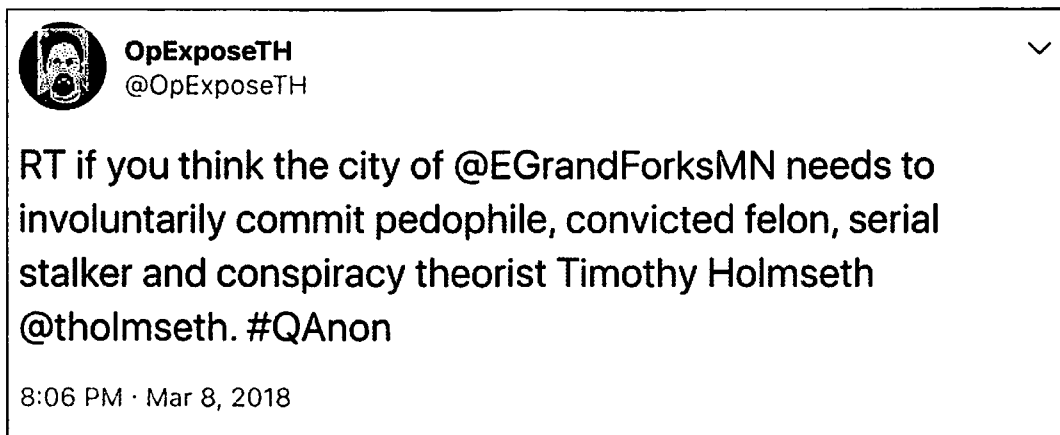 OpExposeTH
@OpExposeTH
RT if you think the city of @EGrandForksMN needs to
involuntarily commit pedophile, convicted felon, serial
stalker and conspiracy theorist Timothy Holmseth
@tholmseth. #QAnon
8:06 PM · Mar 8, 2018